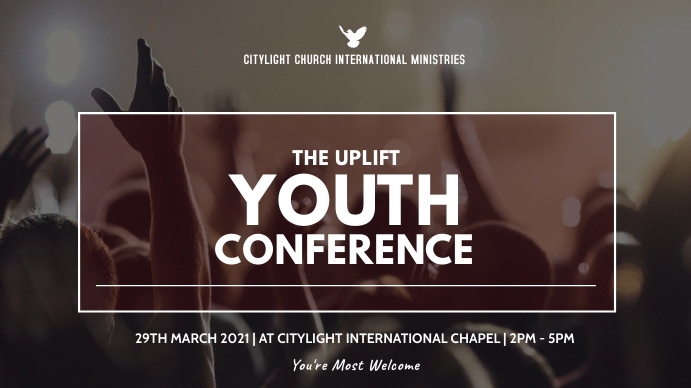 CITYLIGHT CHURCH INTERNATIONAL MINISTRIES
THE UPLIFT
YOUTH
CONFERENCE
29TH MARCH 2021 | AT CITYLIGHT INTERNATIONAL CHAPEL | 2PM - 5PM
You're Most Welcome